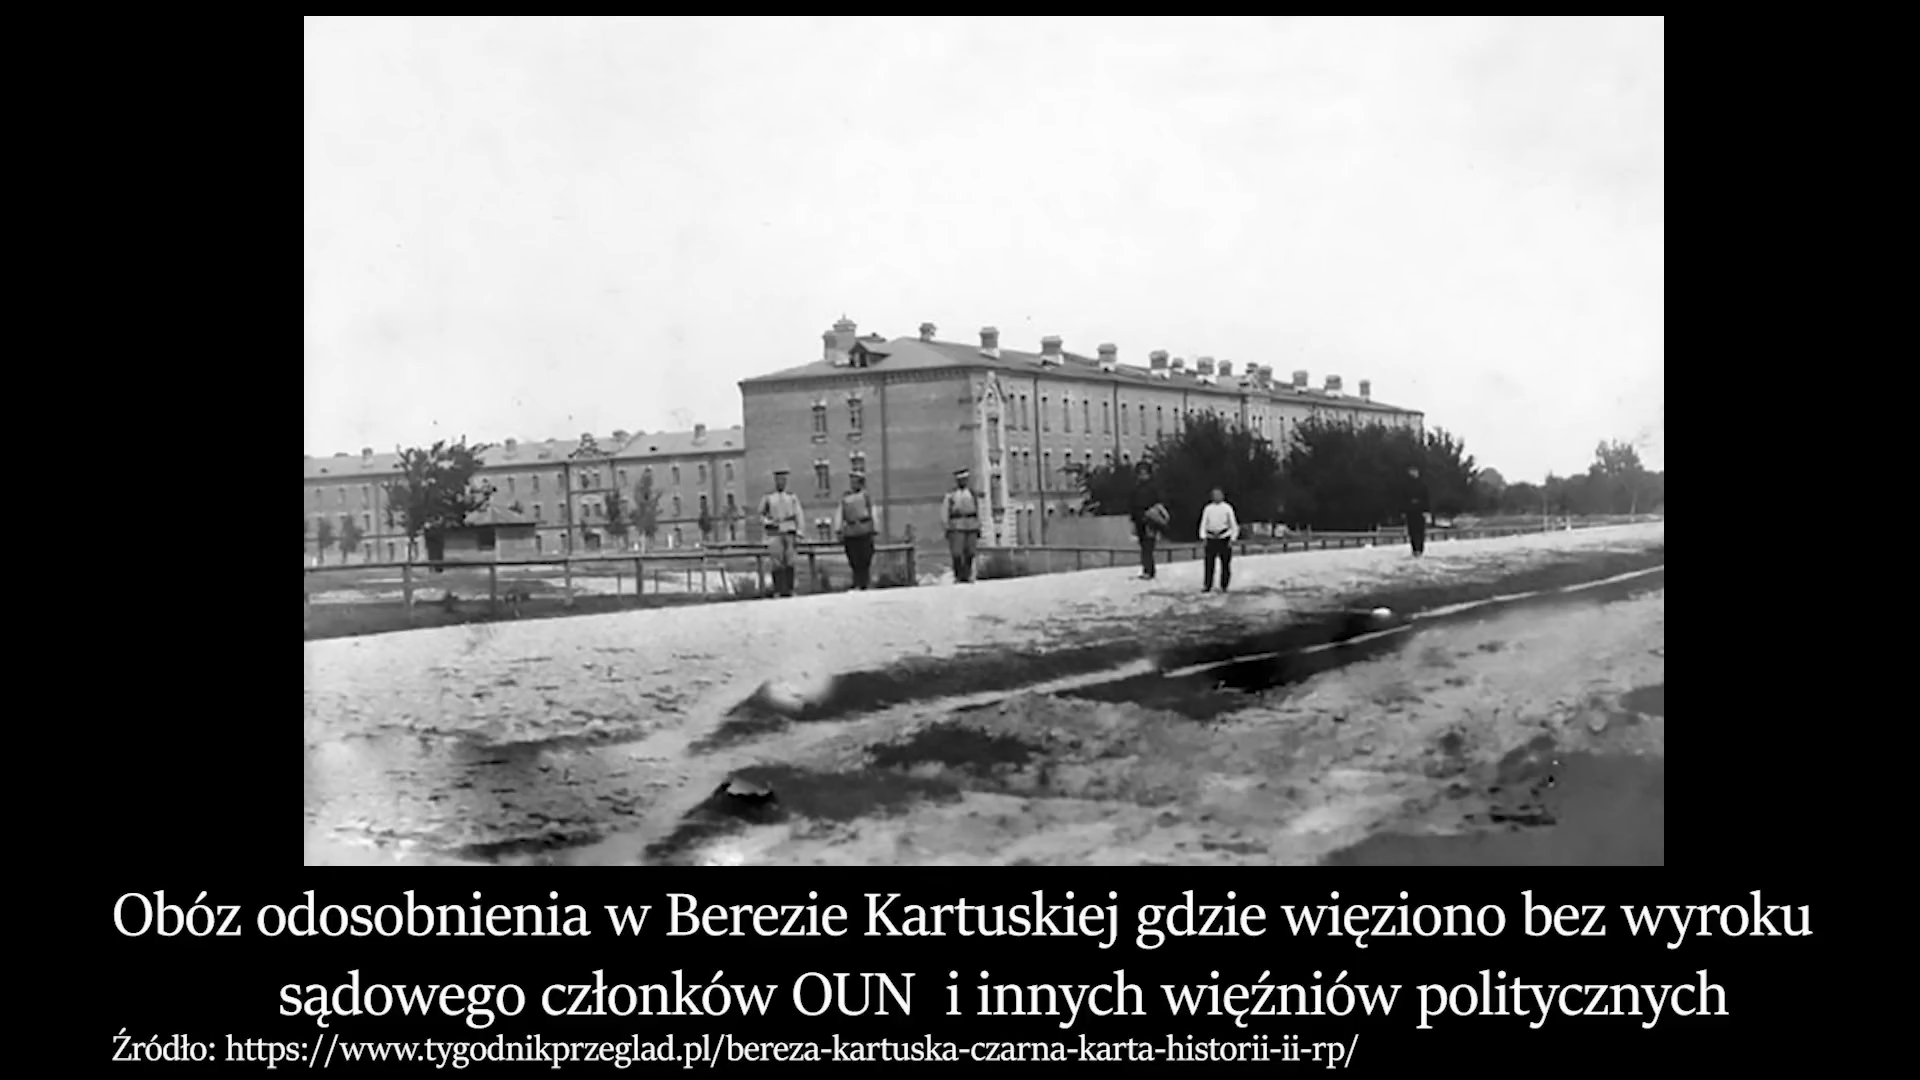 Obóz odosobnienia w Berezie Kartuskiej gdzie więziono bez wyroku
sądowego członków OUN i innych więźniów politycznych
Źródło: https://www.tygodnikprzeglad.pl/bereza-kartuska-czarna-karta-historii-ii-rp/